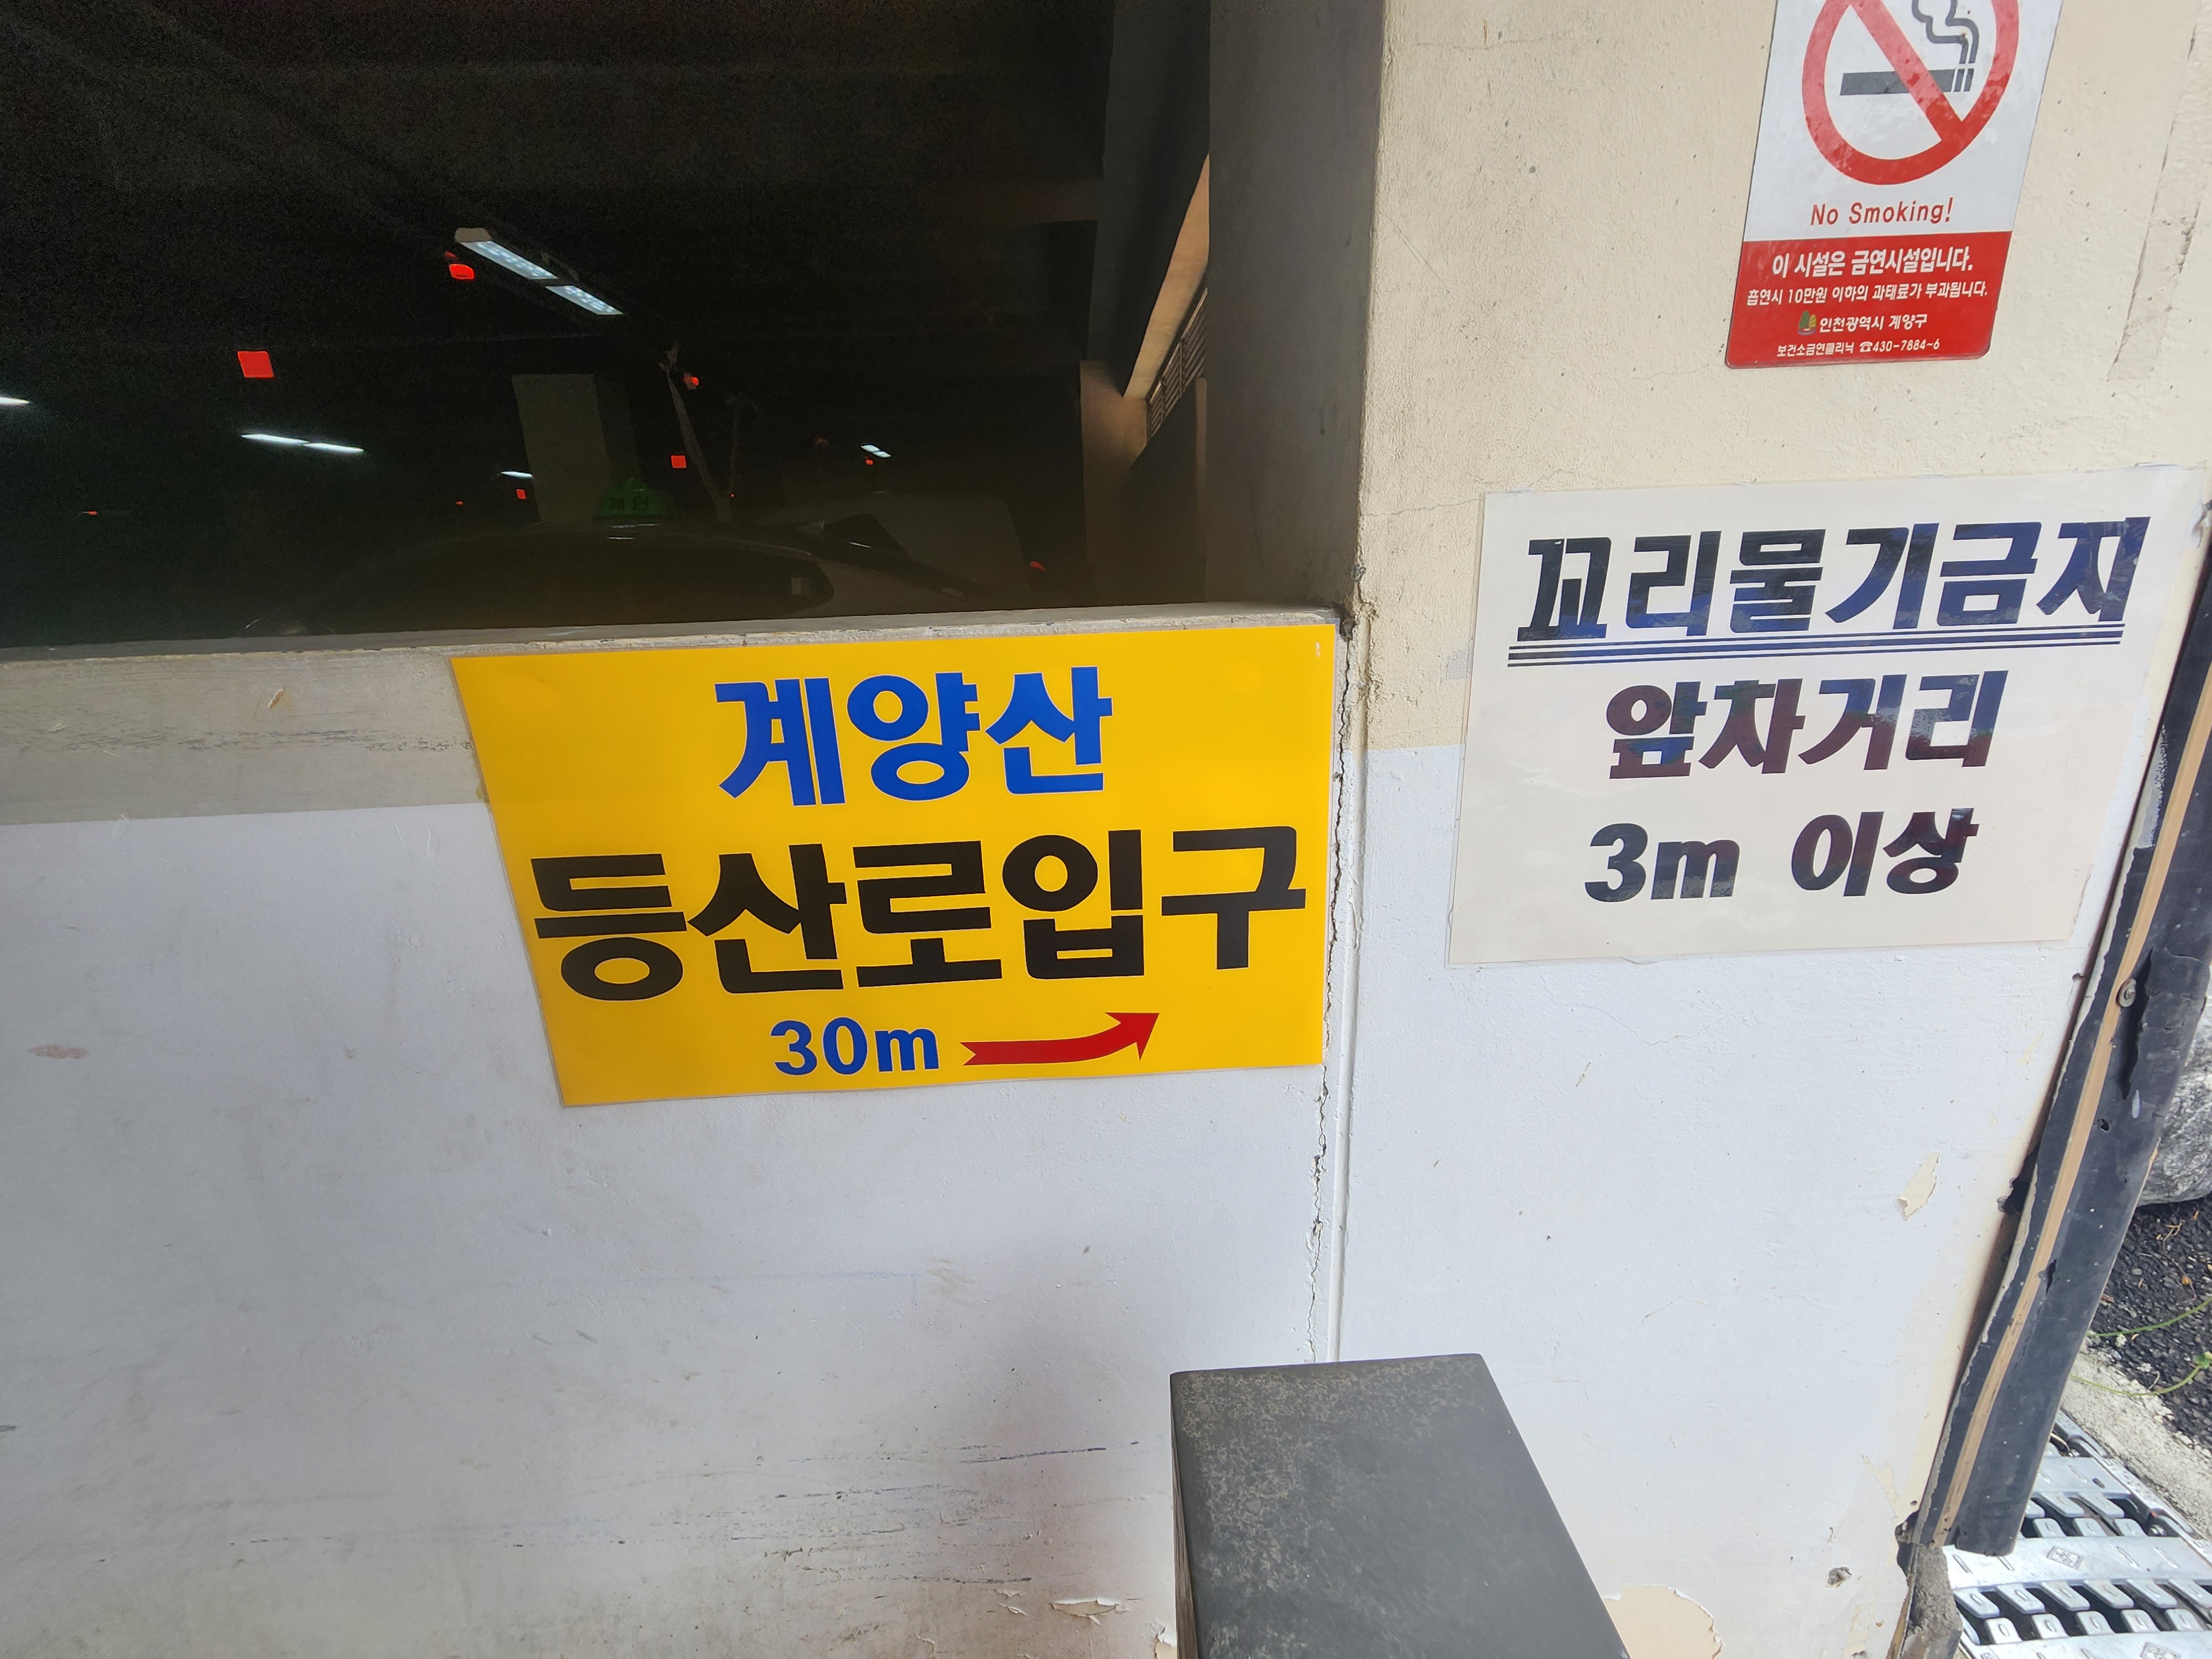 계양산
등산로입구
30m
No Smoking!
이 시설은 금연시설입니다.
흡연시 10만원 이하의 과태료가 부과됩니다.
인천광역시 계양구
보건소금연클리닉 ☎430-7884~6
꼬리물기금지
앞차거리
3m 이상